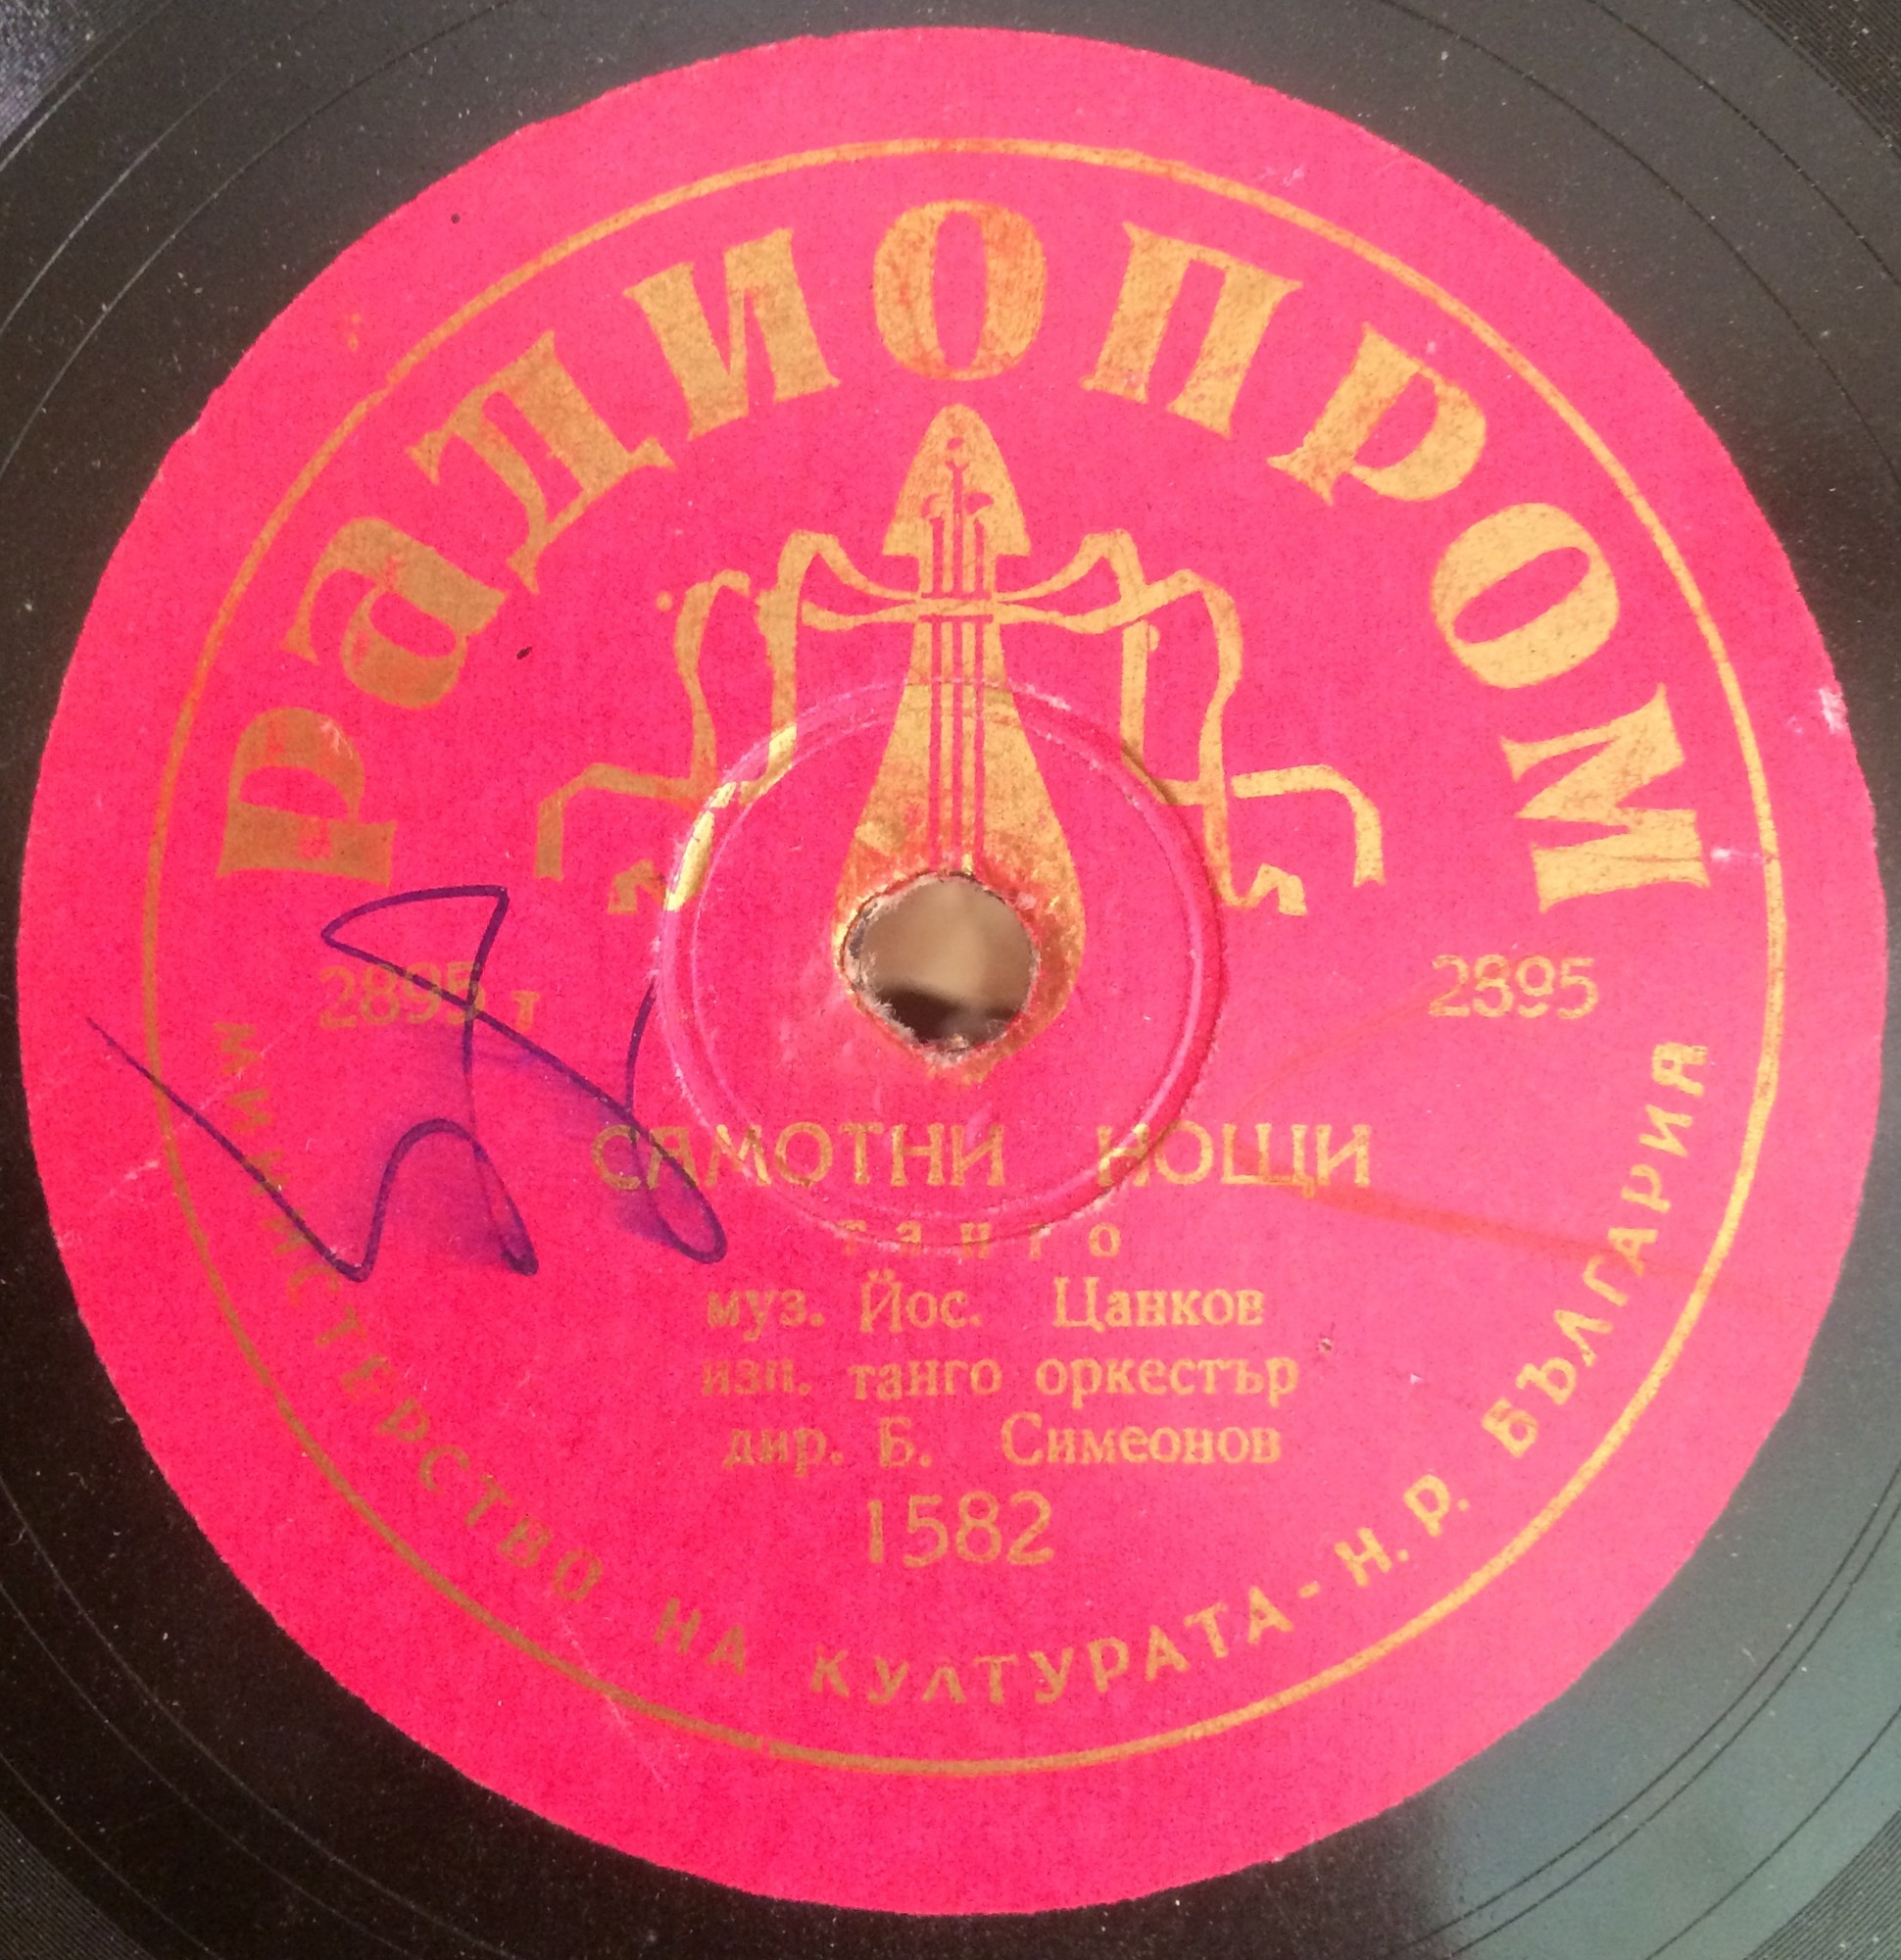 РАДИОПРОМ
2895 т
2895
САМОТНИ НОЩИ
танго
муз. Йос. Цанков
изп. танго оркестър
дир. Б. Симеонов
1582
МИНИСТЕРСТВО НА КУЛТУРАТА - Н. Р. БЪЛГАРИЯ